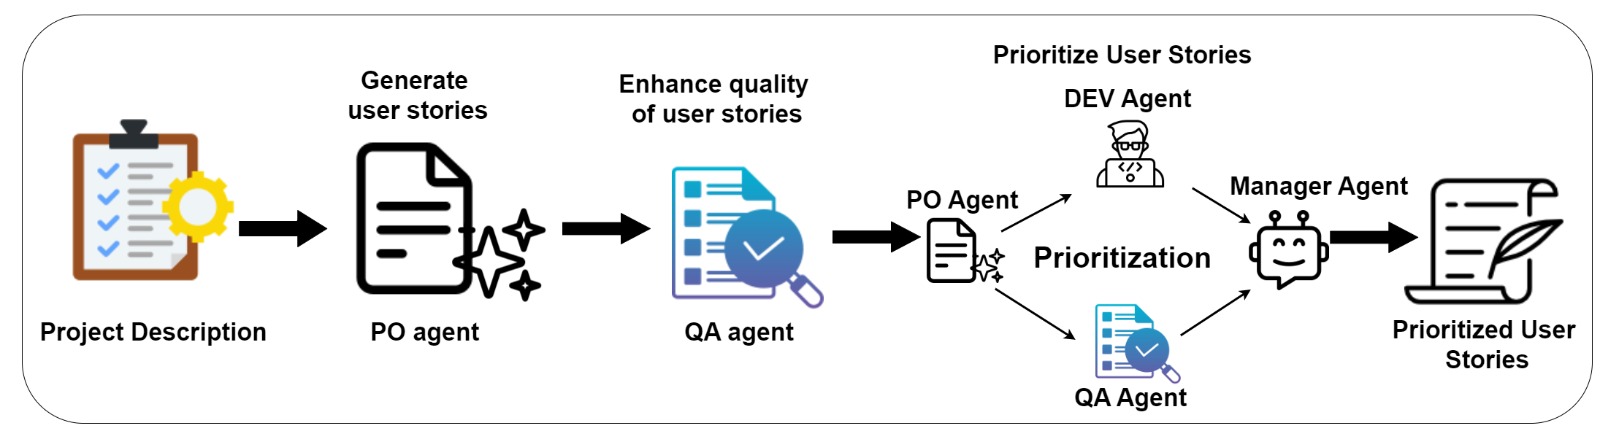 Project Description
Generate
user stories
PO agent
Enhance quality
of user stories
QA agent
Prioritize User Stories
DEV Agent
PO Agent
Prioritization
QA Agent
Manager Agent
Prioritized User
Stories